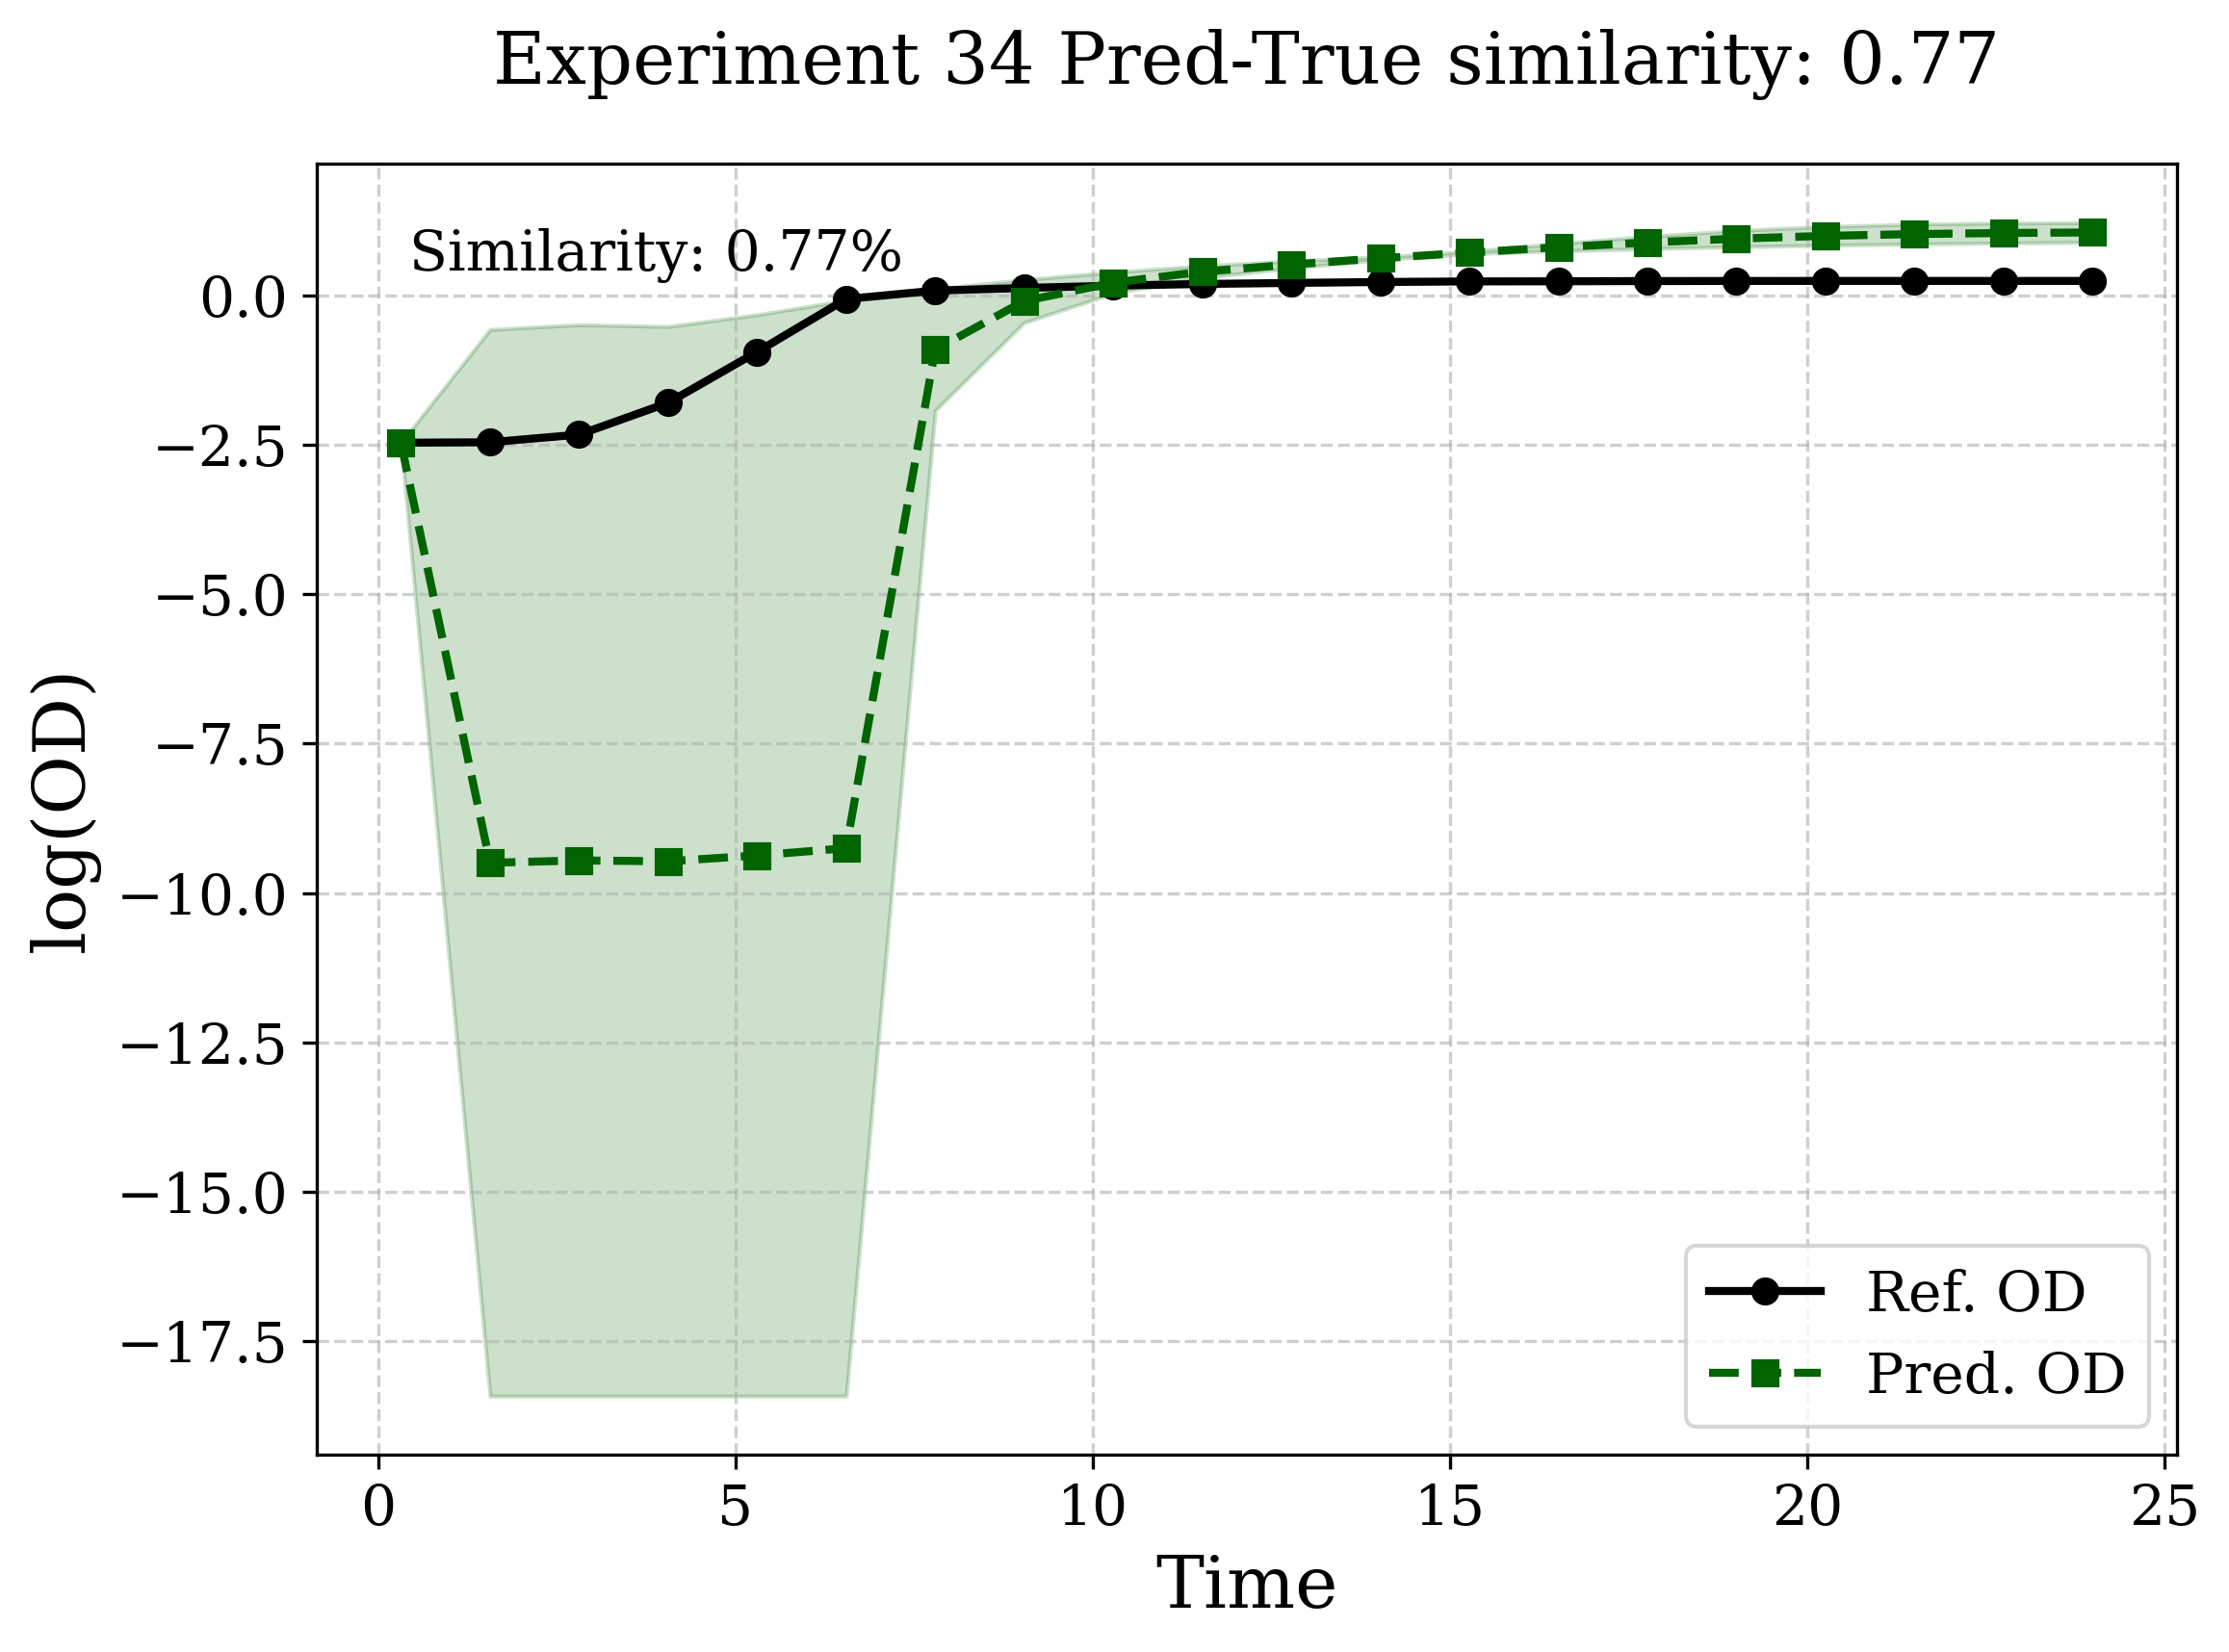 Experiment 34 Pred-True similarity: 0.77
Similarity: 0.77%
log(OD))
0.0
−2.5
−5.0
−7.5
−10.0
−12.5
−15.0
−17.5
0 5 10 15 20 25
Time
Ref. OD
Pred. OD